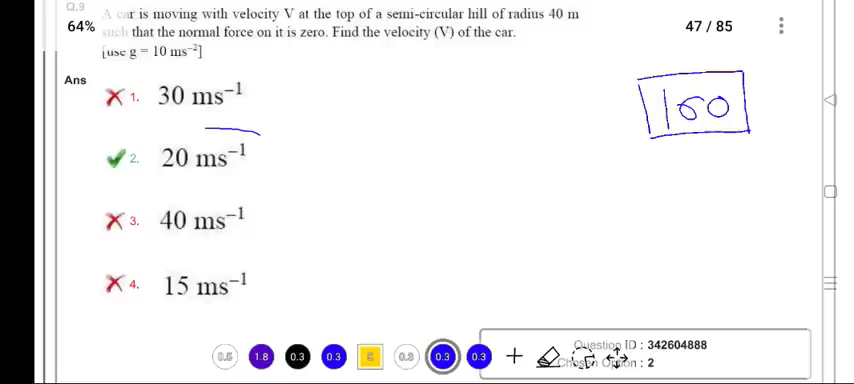 Q.9
64%
A car is moving with velocity V at the top of a semi-circular hill of radius 40 m
47 / 85
such that the normal force on it is zero. Find the velocity (V) of the car.
[use g = 10 ms⁻²]
Ans
1. 30 ms⁻¹
160
2. 20 ms⁻¹
3. 40 ms⁻¹
4. 15 ms⁻¹
Question ID : 342604888
Chosen Option : 2
0.5 1.8 0.3 0.3 5 0.3 0.3 0.3